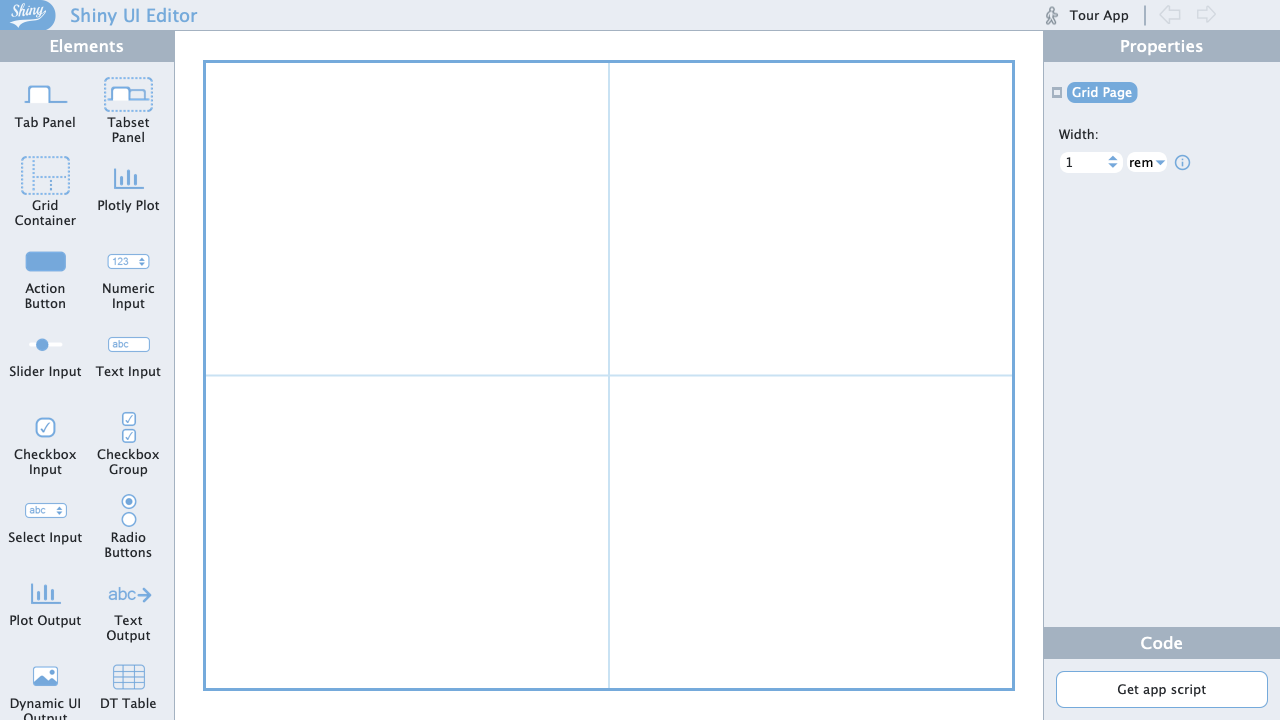 Shiny
Shiny UI Editor
Tour App
Elements
Properties
Tab Panel
Tabset
Panel
Grid
Container
Plotly Plot
Action
Button
123
Numeric
Input
Slider Input
abc
Text Input
Checkbox
Input
Checkbox
Group
abc
Select Input
Radio
Buttons
Plot Output
abc
Text
Output
Dynamic UI
Output
DT Table
Grid Page
Width:
1
rem
Code
Get app script